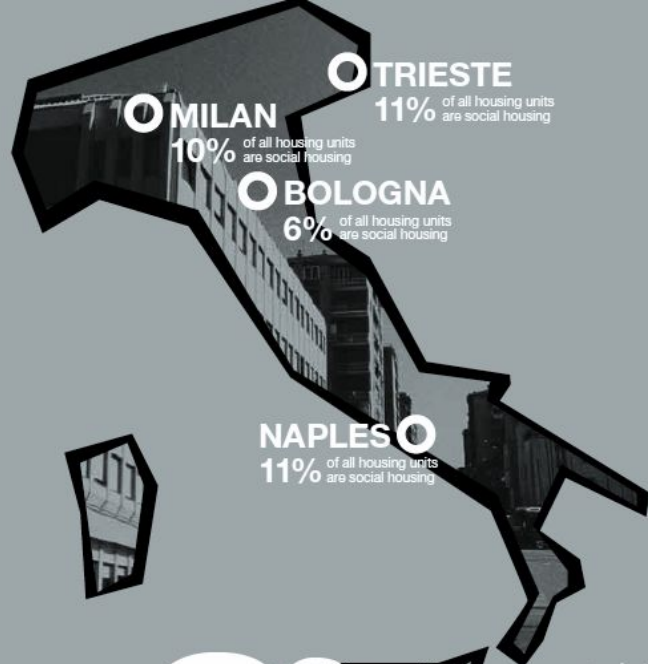 TRIESTE
11% of all housing units
are social housing
MILAN
10% of all housing units
are social housing
BOLOGNA
6% of all housing units
are social housing
NAPLES
11% of all housing units
are social housing